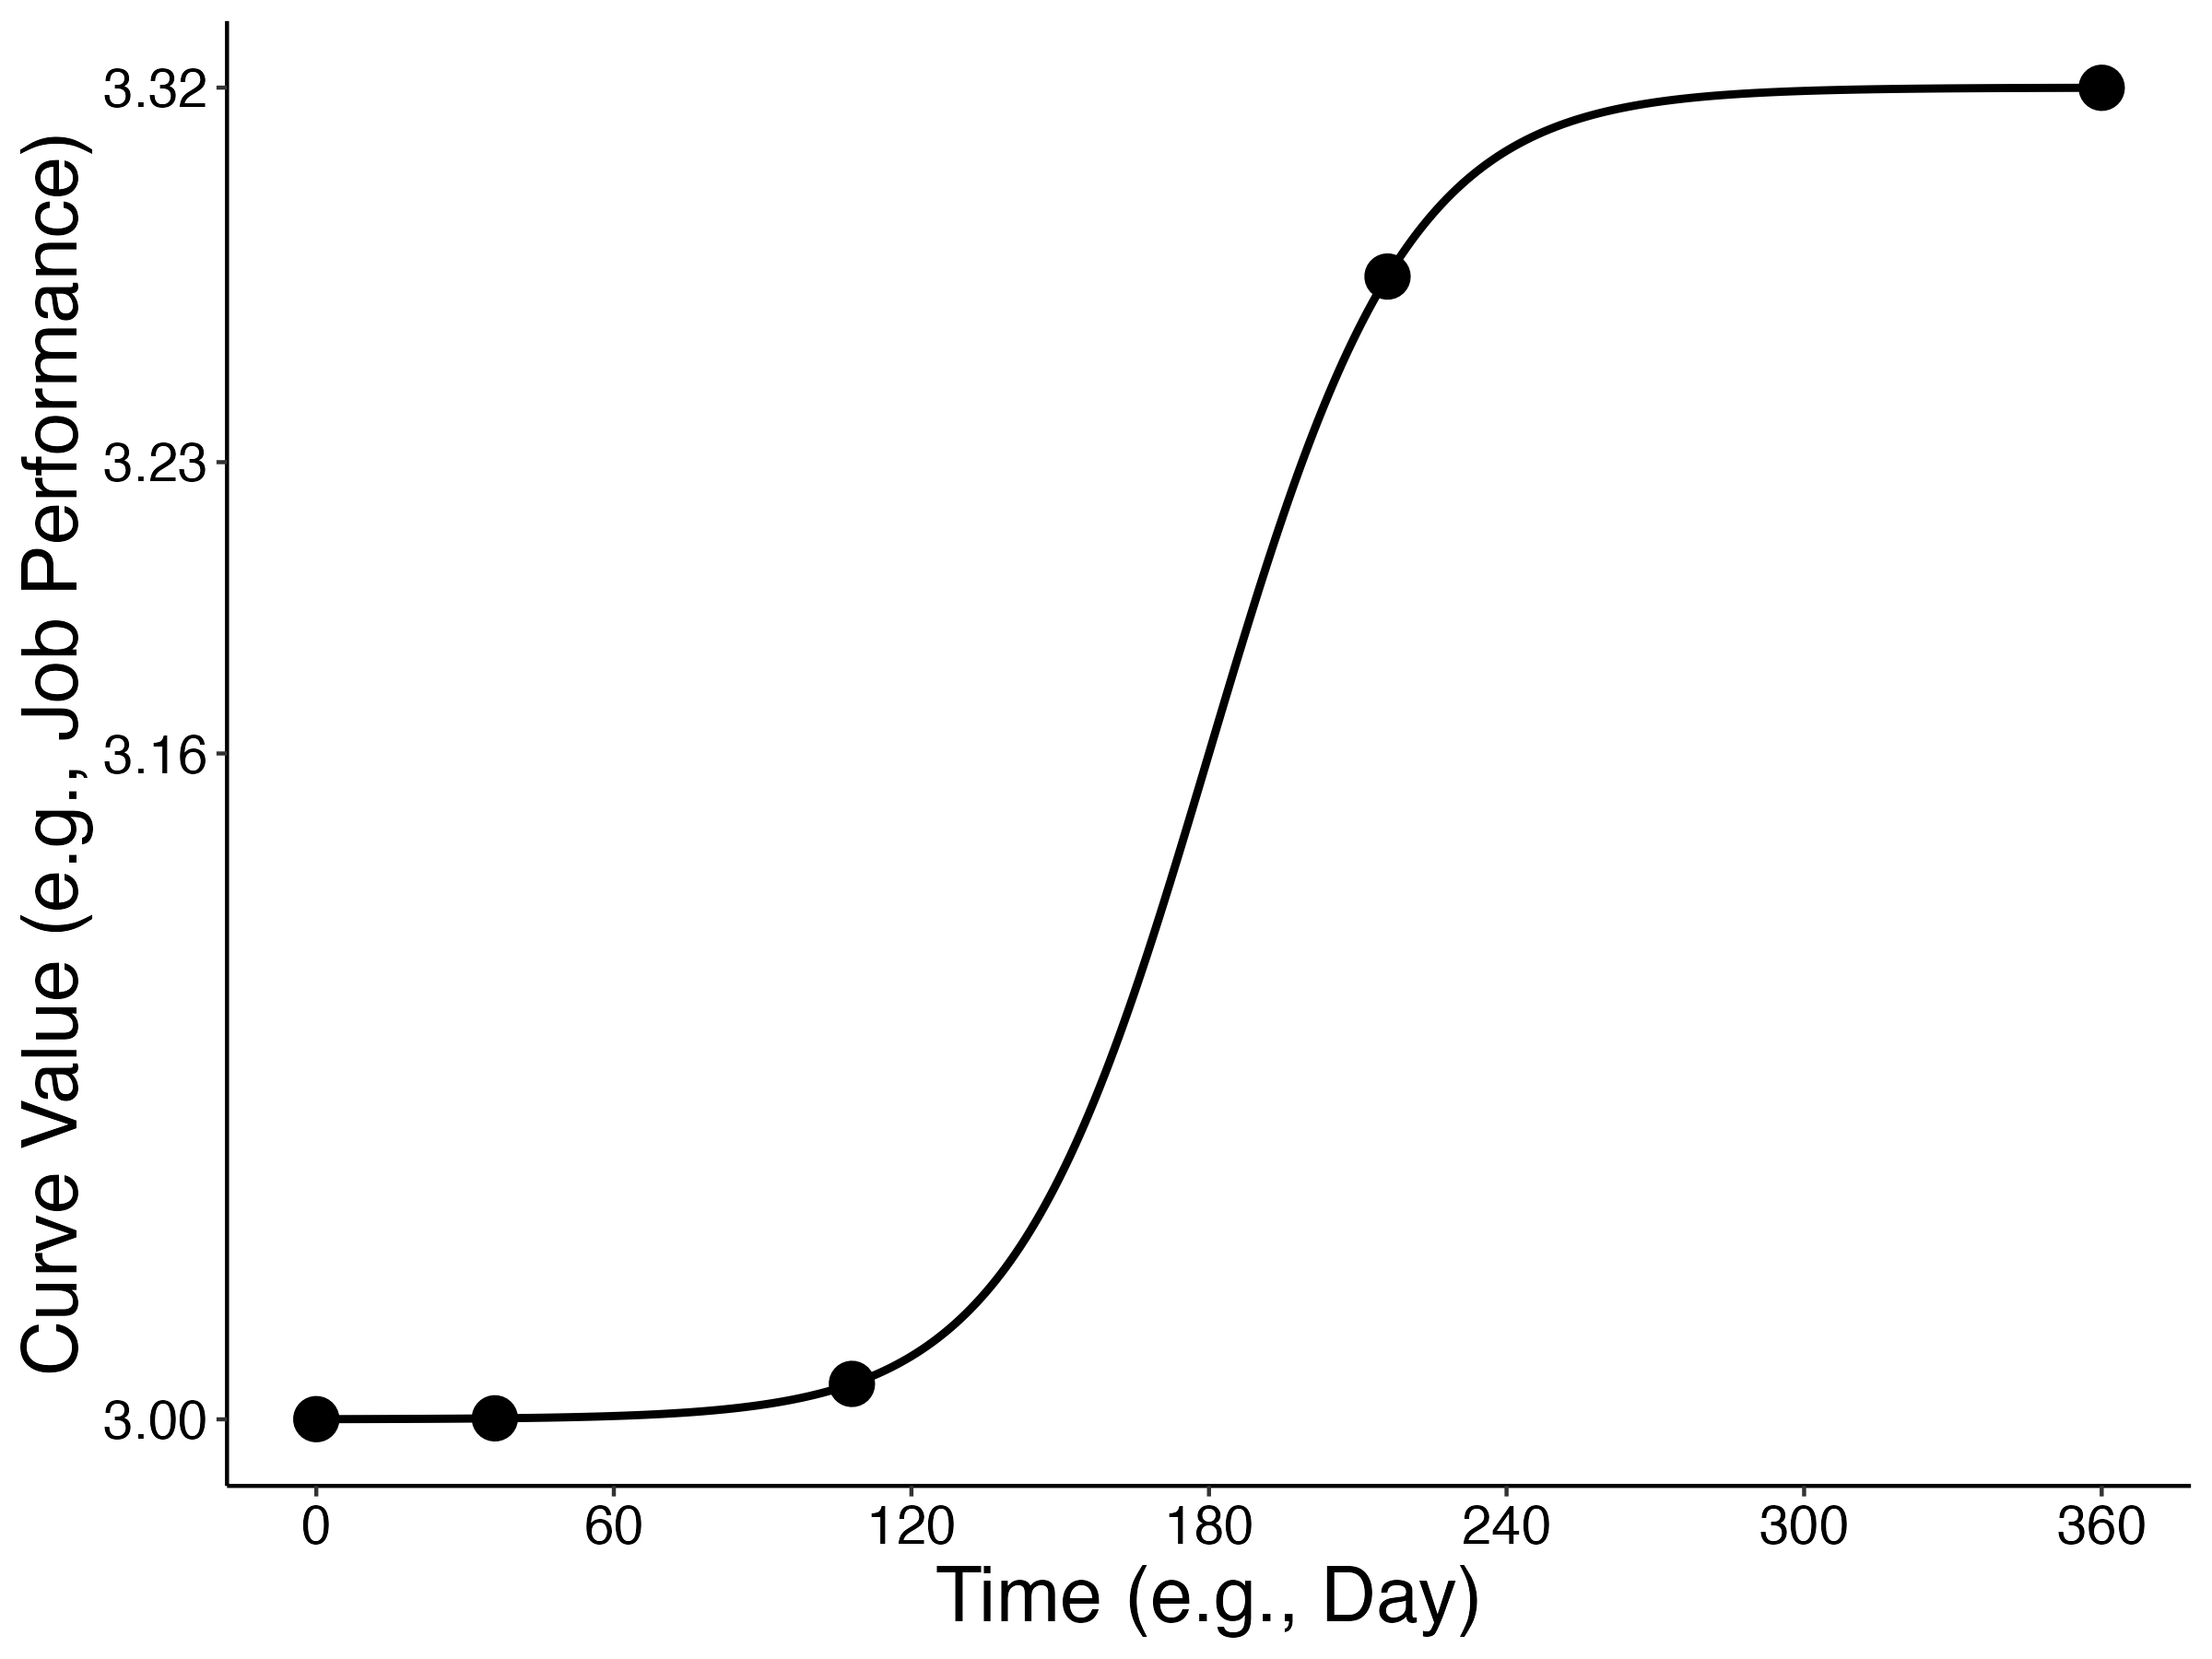 Curve Value (e.g., Job Performance)
3.32
3.23
3.16
3.00
0 60 120 180 240 300 360
Time (e.g., Day)